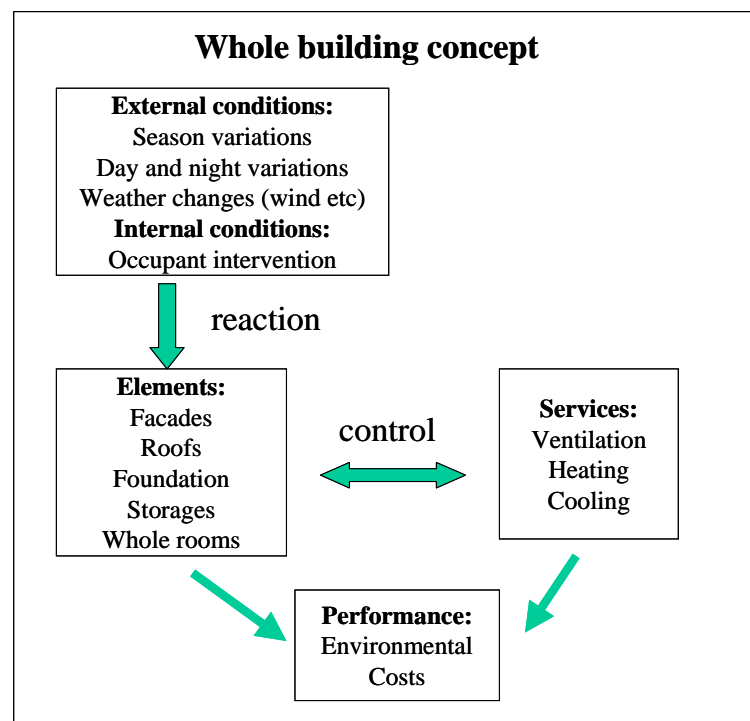 Whole building concept
External conditions:
Season variations
Day and night variations
Weather changes (wind etc)
Internal conditions:
Occupant intervention
reaction
Elements:
Facades
Roofs
Foundation
Storages
Whole rooms
control
Services:
Ventilation
Heating
Cooling
Performance:
Environmental
Costs